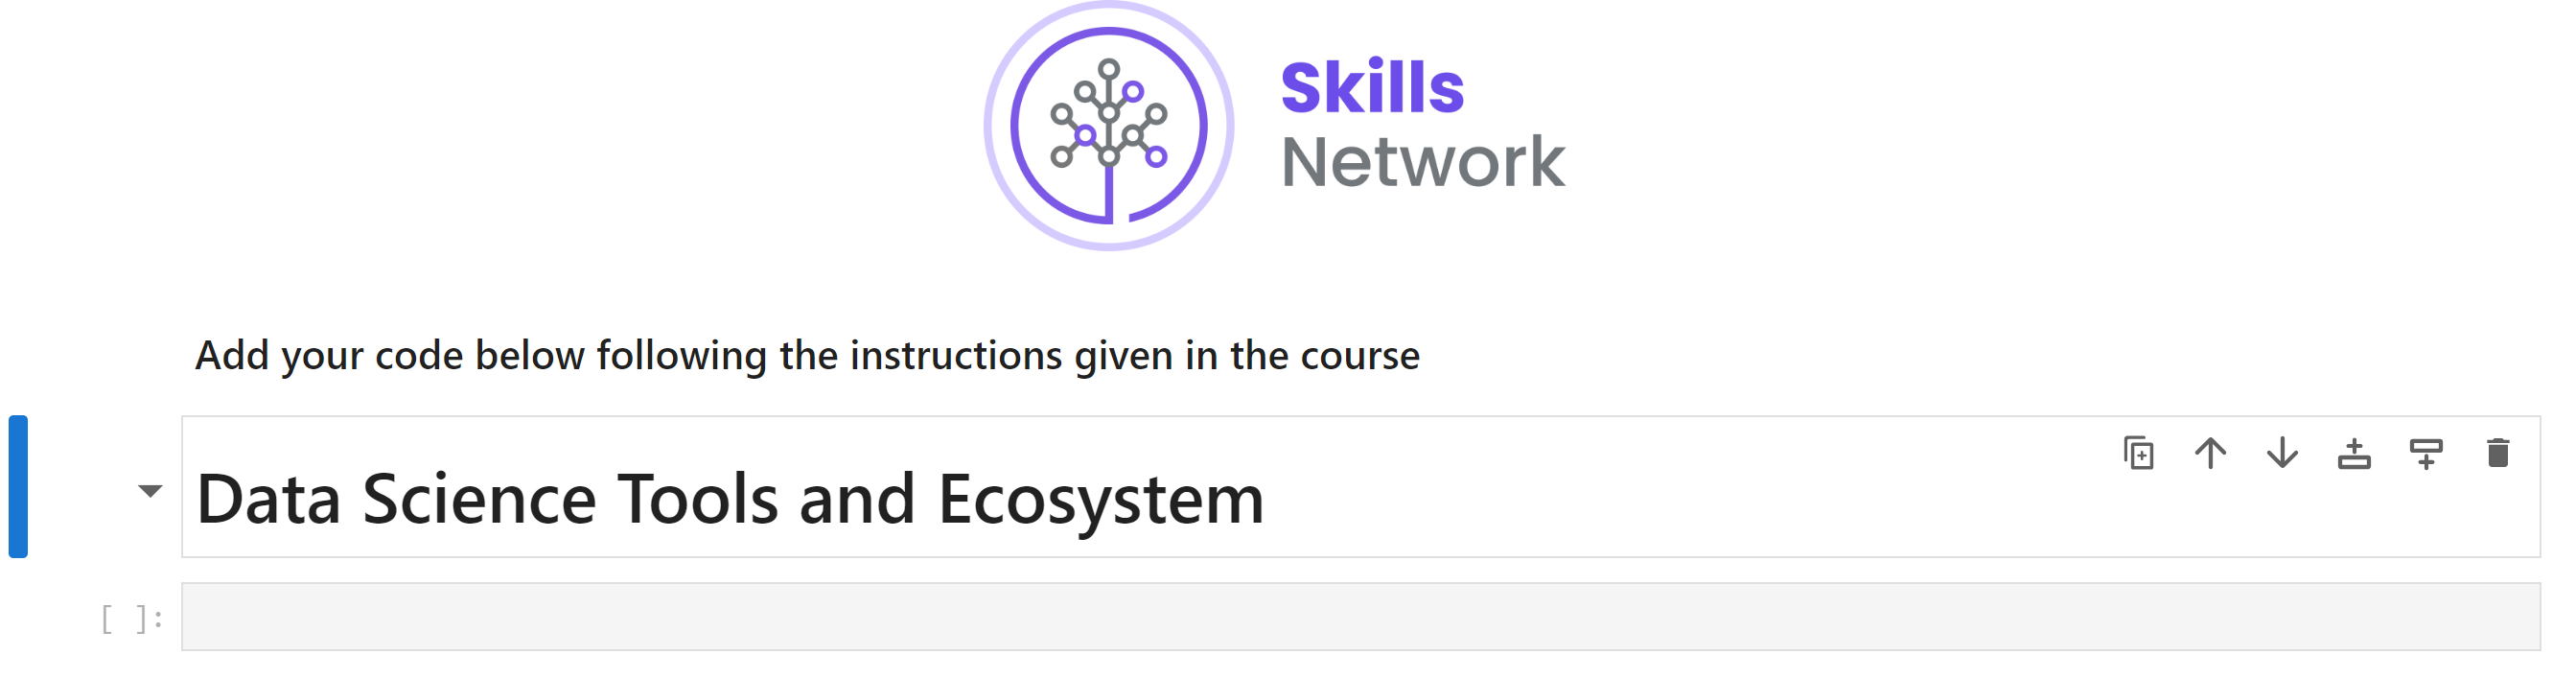 Skills
Network
Add your code below following the instructions given in the course
Data Science Tools and Ecosystem
[ ]: